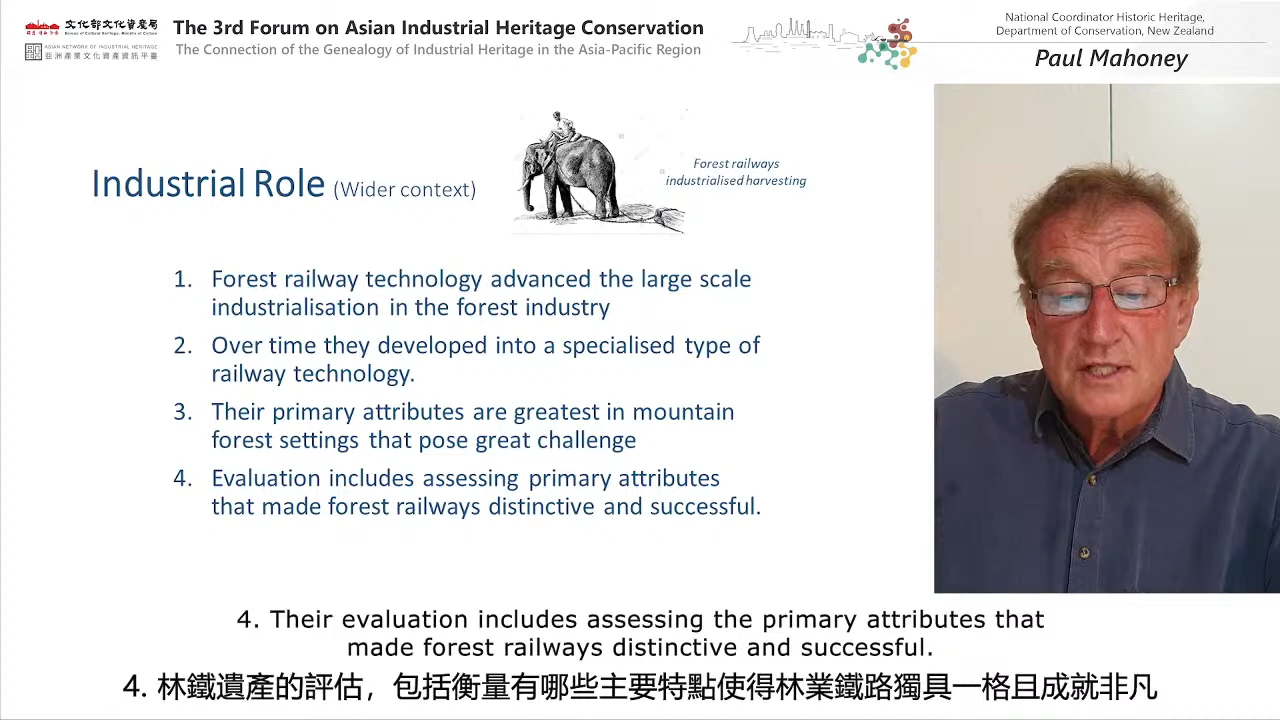 文化部文化資產局
Bureau of Cultural Heritage, Ministry of Culture
ASIAN NETWORK OF INDUSTRIAL HERITAGE
亞洲產業文化資產資訊平臺
The 3rd Forum on Asian Industrial Heritage Conservation
The Connection of the Genealogy of Industrial Heritage in the Asia-Pacific Region
National Coordinator Historic Heritage,
Department of Conservation, New Zealand
Paul Mahoney
Industrial Role (Wider context)
Forest railways
industrialised harvesting
1. Forest railway technology advanced the large scale
industrialisation in the forest industry
2. Over time they developed into a specialised type of
railway technology.
3. Their primary attributes are greatest in mountain
forest settings that pose great challenge
4. Evaluation includes assessing primary attributes
that made forest railways distinctive and successful.
4. Their evaluation includes assessing the primary attributes that
made forest railways distinctive and successful.
4. 林鐵遺產的評估，包括衡量有哪些主要特點使得林業鐵路獨具一格且成就非凡